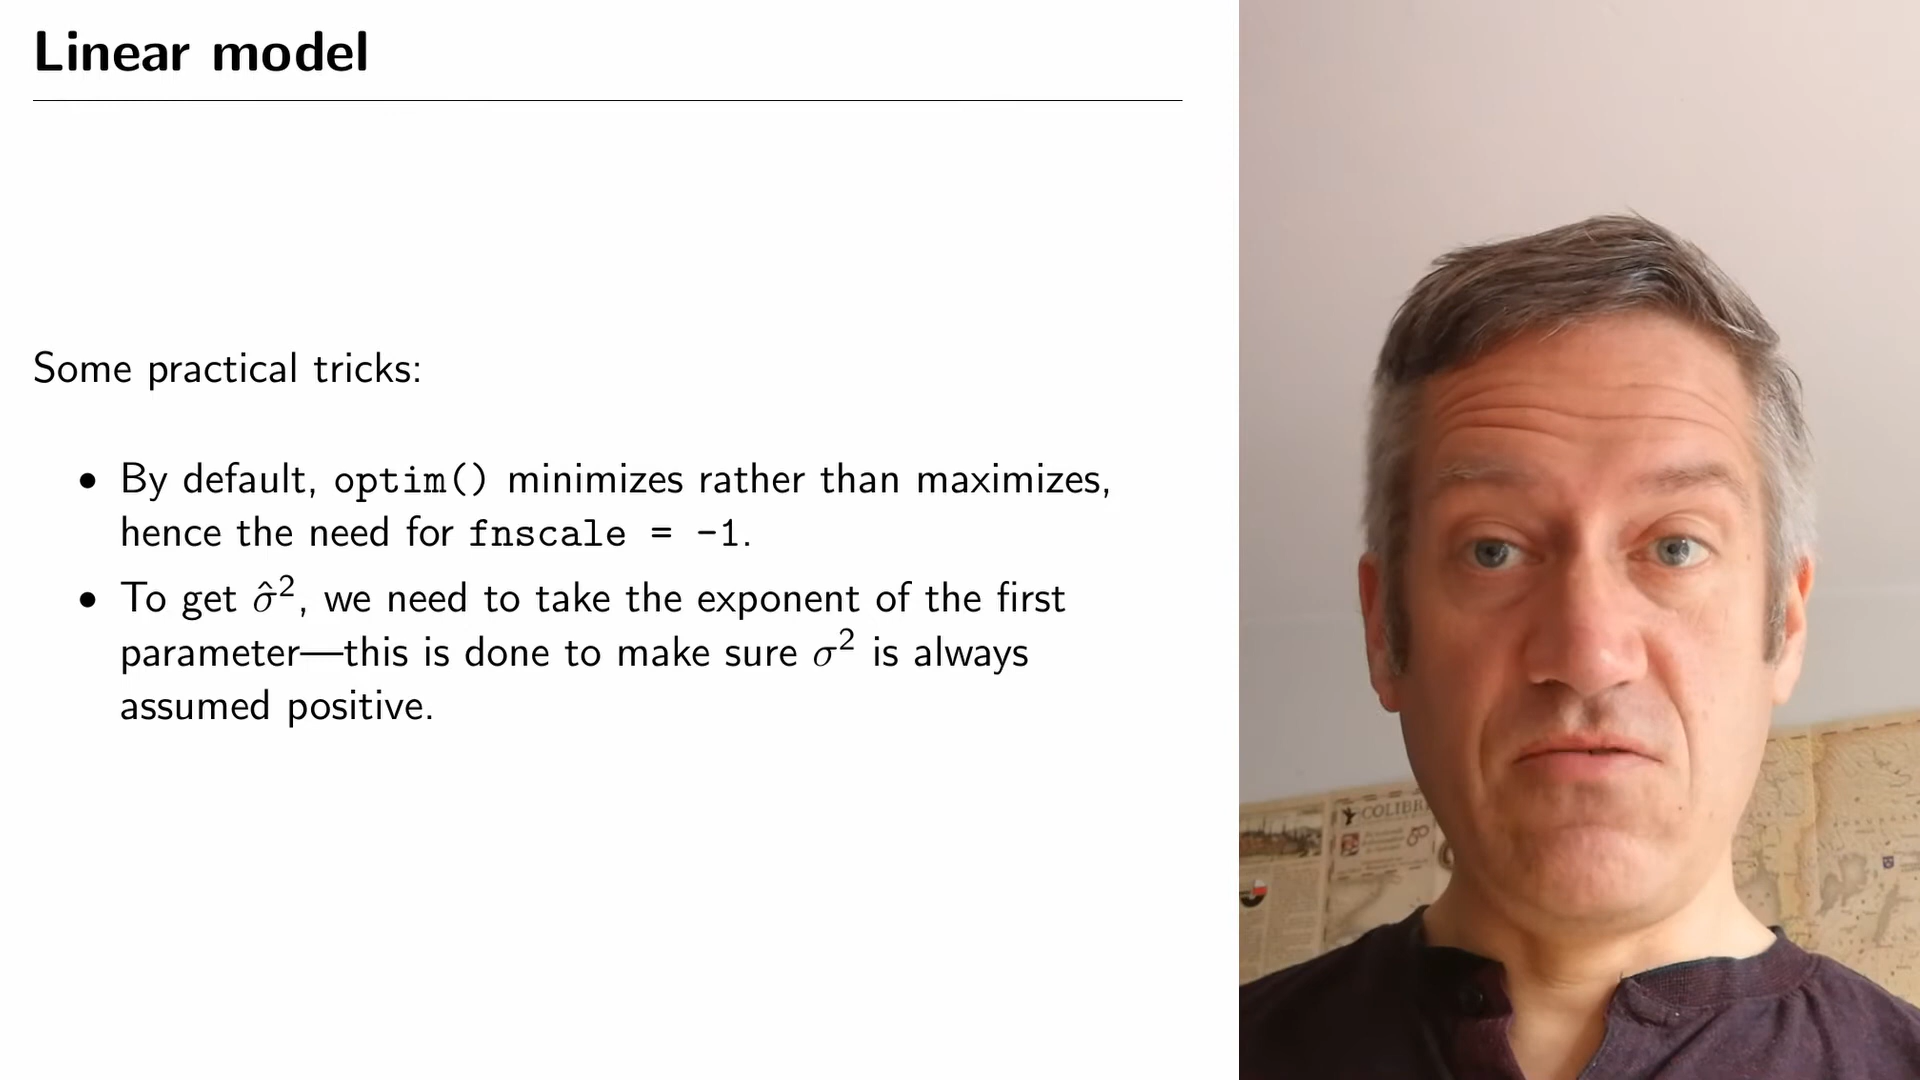 Linear model
Some practical tricks:
• By default, optim() minimizes rather than maximizes,
hence the need for fnscale = -1.
• To get σ̂², we need to take the exponent of the first
parameter—this is done to make sure σ² is always
assumed positive.
COLIBR
50